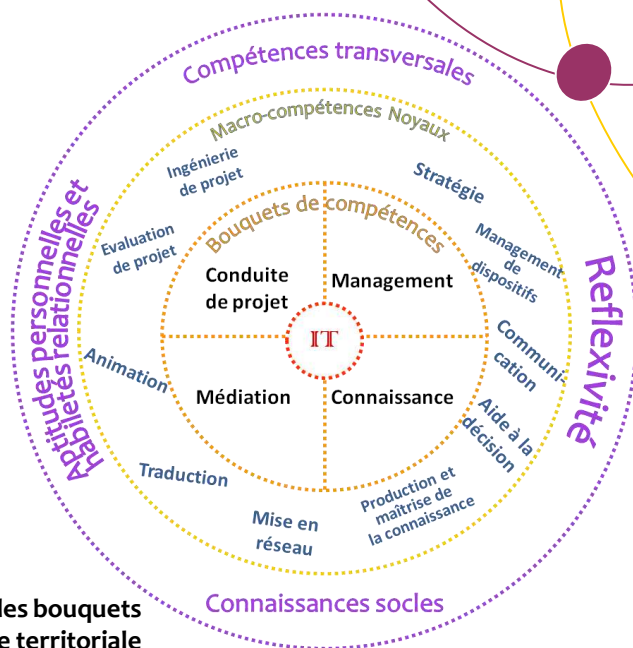 Compétences transversales
Macro-compétences Noyaux
Ingénierie
de projet
Stratégie
Evaluation
de projet
Management
de
dispositifs
Bouquets de compétences
Conduite
de projet
Management
Aptitudes personnelles et
habiletés relationnelles
Reflexivité
IT
Communi-
cation
Animation
Médiation
Connaissance
Aide à la
décision
Traduction
Production et
maîtrise de
la connaissance
Mise en
réseau
Connaissances socles
des bouquets
e territoriale